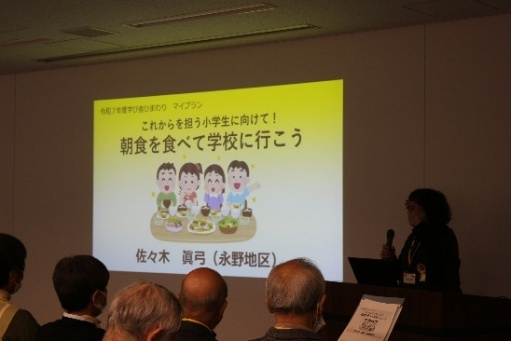 令和7年度学び舎ひまわり　マイプラン
これからを担う小学生に向けて！
朝食を食べて学校に行こう
佐々木　眞弓（永野地区）